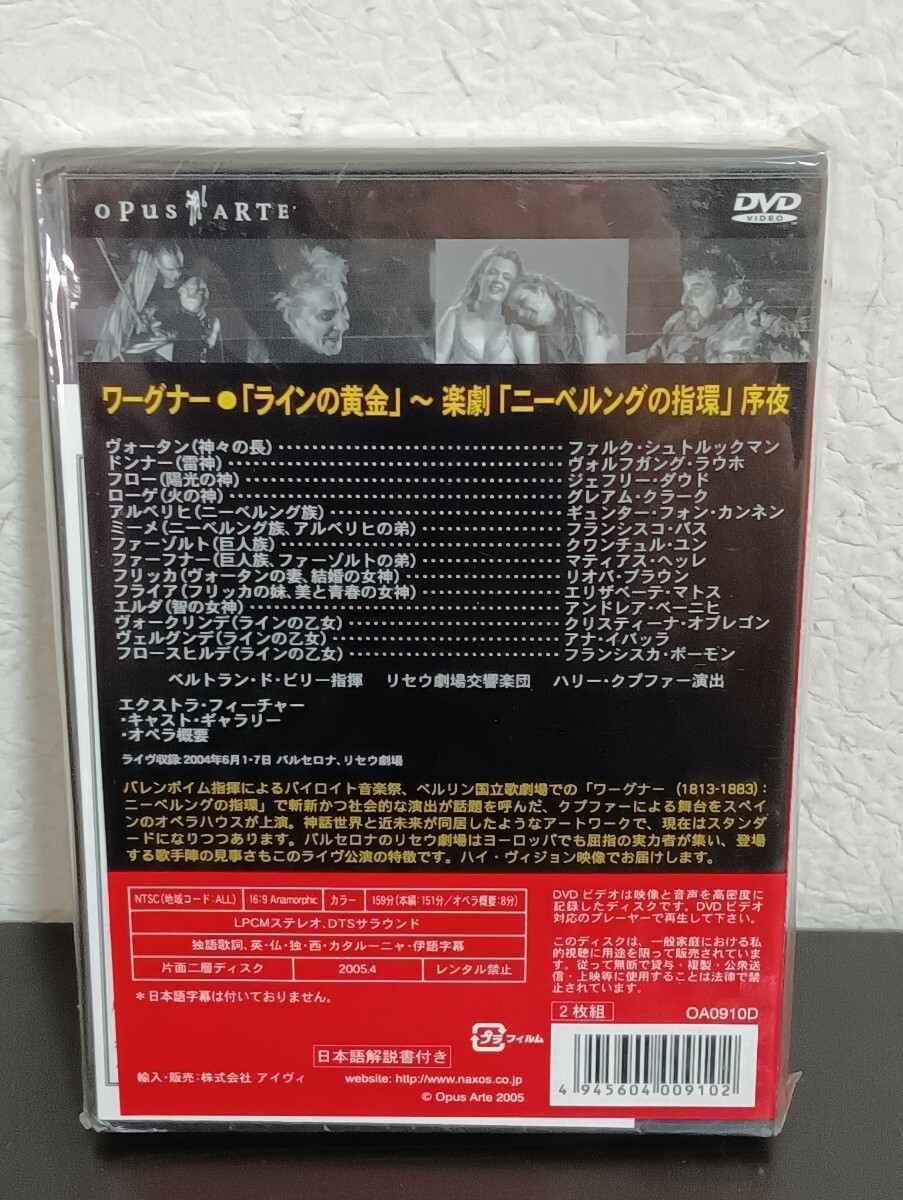 OPUS ARTE
DVD VIDEO
ワーグナー●「ラインの黄金」～ 楽劇「ニーベルングの指環」序夜
ヴォータン(神々の長)…………ファルク・シュトルックマン
ドンナー(雷神)…………ヴォルフガング・ラウホ
フロー(陽光の神)…………ジェフリー・ダウド
ローゲ(火の神)…………グレアム・クラーク
アルベリヒ(ニーベルング族)…………ギュンター・フォン・カンネン
ミーメ(ニーベルング族、アルベリヒの弟)…………フランシスコ・バス
ファーゾルト(巨人族)…………クワンチュル・ユン
ファーフナー(巨人族、ファーゾルトの弟)…………マティアス・ヘッレ
フリッカ(ヴォータンの妻、結婚の女神)…………リオバ・ブラウン
フライア(フリッカの妹、美と青春の女神)…………エリザベーテ・マトス
エルダ(智の女神)…………アンドレア・ベーニヒ
ヴォークリンデ(ラインの乙女)…………クリスティーナ・オブレゴン
ヴェルグンデ(ラインの乙女)…………アナ・イバッラ
フロースヒルデ(ラインの乙女)…………フランシスカ・ボーモン
ベルトラン・ド・ビリー指揮　リセウ劇場交響楽団　ハリー・クプファー演出
エクストラ・フィーチャー
・キャスト・ギャラリー
・オペラ概要
ライヴ収録:2004年6月1・7日 バルセロナ、リセウ劇場
バレンボイム指揮によるバイロイト音楽祭、ベルリン国立歌劇場での「ワーグナー (1813-1883):
ニーベルングの指環」で斬新かつ社会的な演出が話題を呼んだ、クプファーによる舞台をスペイ
ンのオペラハウスが上演。神話世界と近未来が同居したようなアートワークで、現在はスタンダ
ードになりつつあります。バルセロナのリセウ劇場はヨーロッパでも屈指の実力者が集い、登場
する歌手陣の見事さもこのライヴ公演の特徴です。ハイ・ヴィジョン映像でお届けします。
NTSC(地域コード:ALL) 16:9 Anamorphic カラー 159分(本編:151分/オペラ概要:8分)
LPCMステレオ、DTSサラウンド
独語歌詞、英・仏・独・西・カタルーニャ・伊語字幕
片面二層ディスク 2005.4 レンタル禁止
＊日本語字幕は付いておりません。
DVDビデオは映像と音声を高密度に
記録したディスクです。DVDビデオ
対応のプレーヤーで再生して下さい。
このディスクは、一般家庭における私
的視聴に用途を限って販売されていま
す。従って無断で貸与・複製・公衆送
信・上映等に使用することは法律で禁
止されています。
2枚組 OA0910D
プラ フィルム
日本語解説書付き
輸入・販売:株式会社 アイヴィ website: http://www.naxos.co.jp
© Opus Arte 2005
4 945604 009102